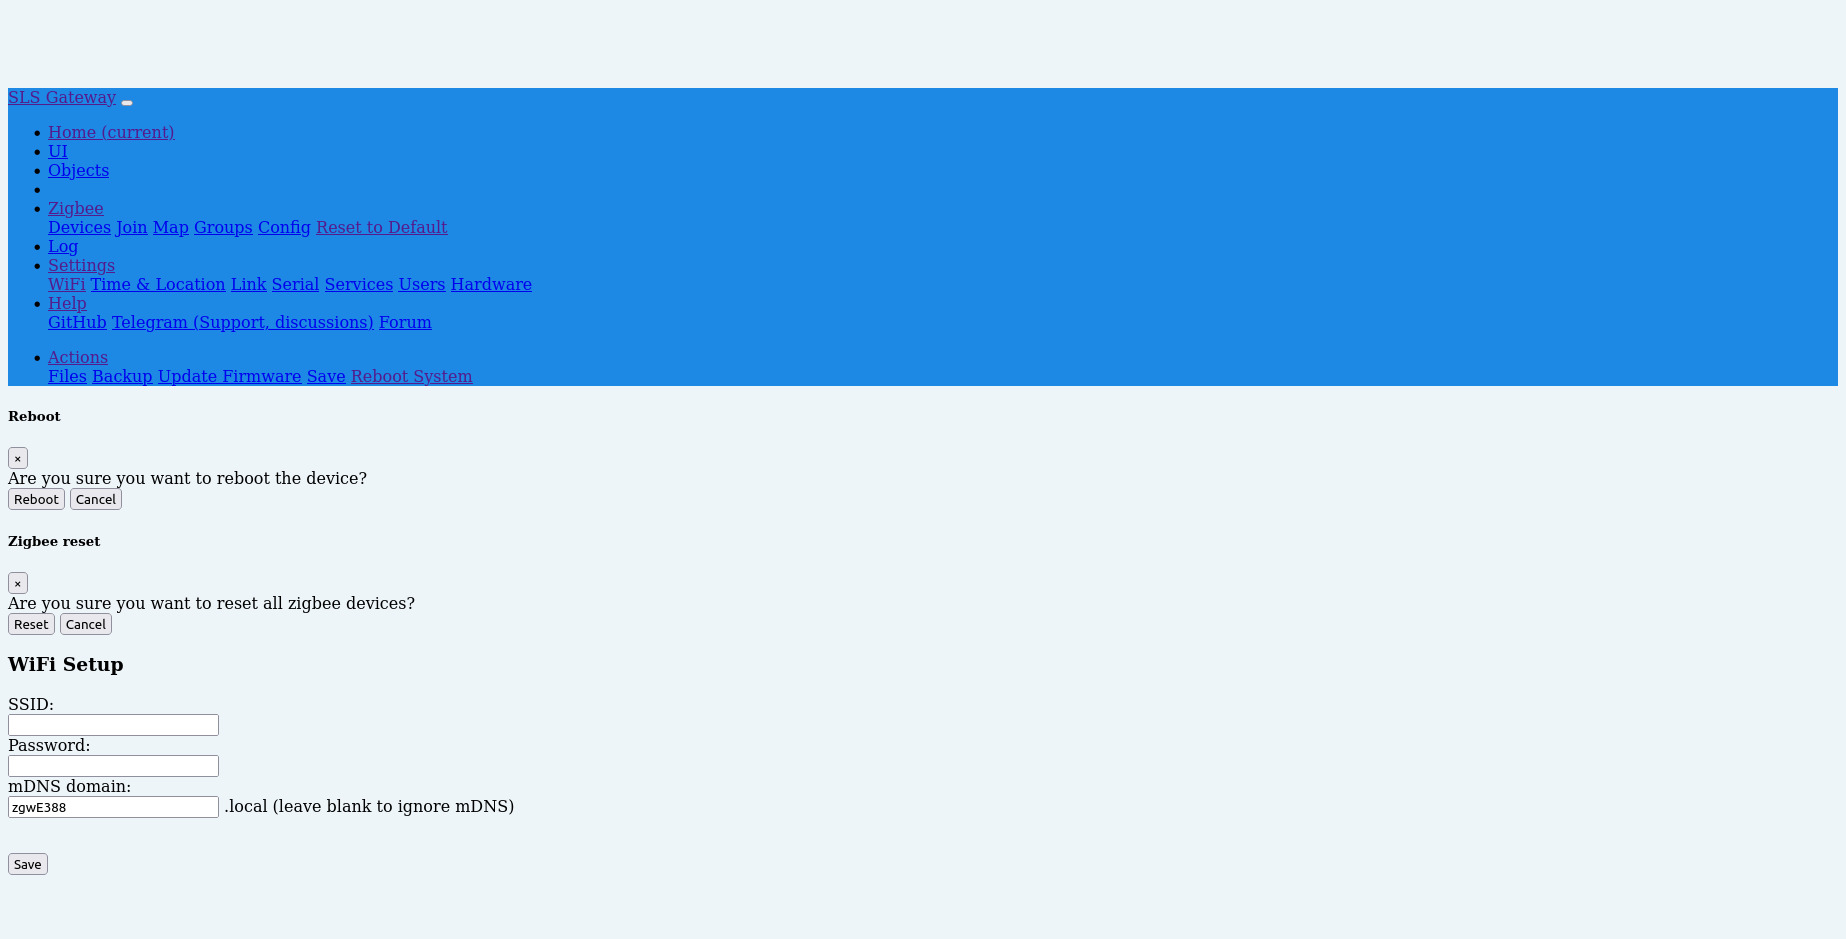 SLS Gateway
Home (current)
UI
Objects
Zigbee
Devices Join Map Groups Config Reset to Default
Log
Settings
WiFi Time & Location Link Serial Services Users Hardware
Help
GitHub Telegram (Support, discussions) Forum
Actions
Files Backup Update Firmware Save Reboot System
Reboot
×
Are you sure you want to reboot the device?
Reboot Cancel
Zigbee reset
×
Are you sure you want to reset all zigbee devices?
Reset Cancel
WiFi Setup
SSID:
Password:
mDNS domain:
zgwE388 .local (leave blank to ignore mDNS)
Save